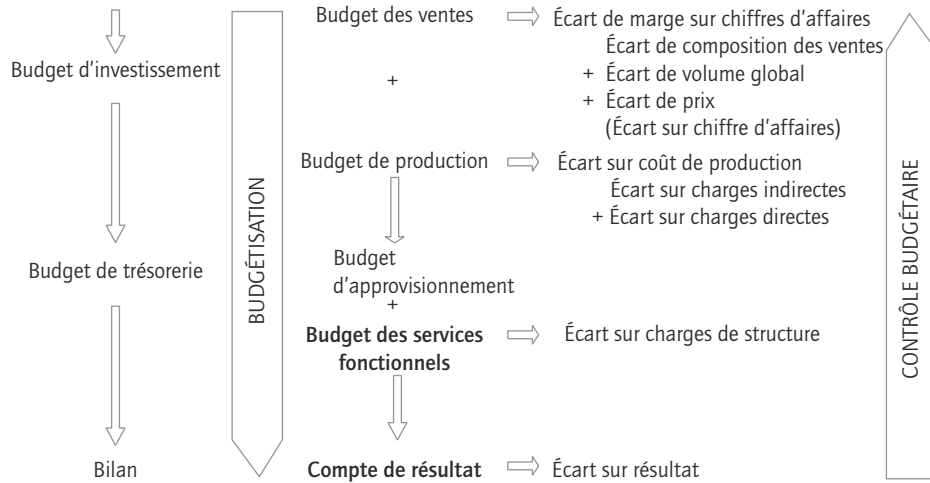 Budget des ventes
Écart de marge sur chiffres d'affaires
Écart de composition des ventes
Budget d'investissement
+
+ Écart de volume global
+ Écart de prix
(Écart sur chiffre d'affaires)
Budget de production
Écart sur coût de production
Écart sur charges indirectes
+ Écart sur charges directes
Budget de trésorerie
BUDGÉTISATION
Budget
d'approvisionnement
+
Budget des services
fonctionnels
Écart sur charges de structure
CONTRÔLE BUDGÉTAIRE
Bilan
Compte de résultat
Écart sur résultat